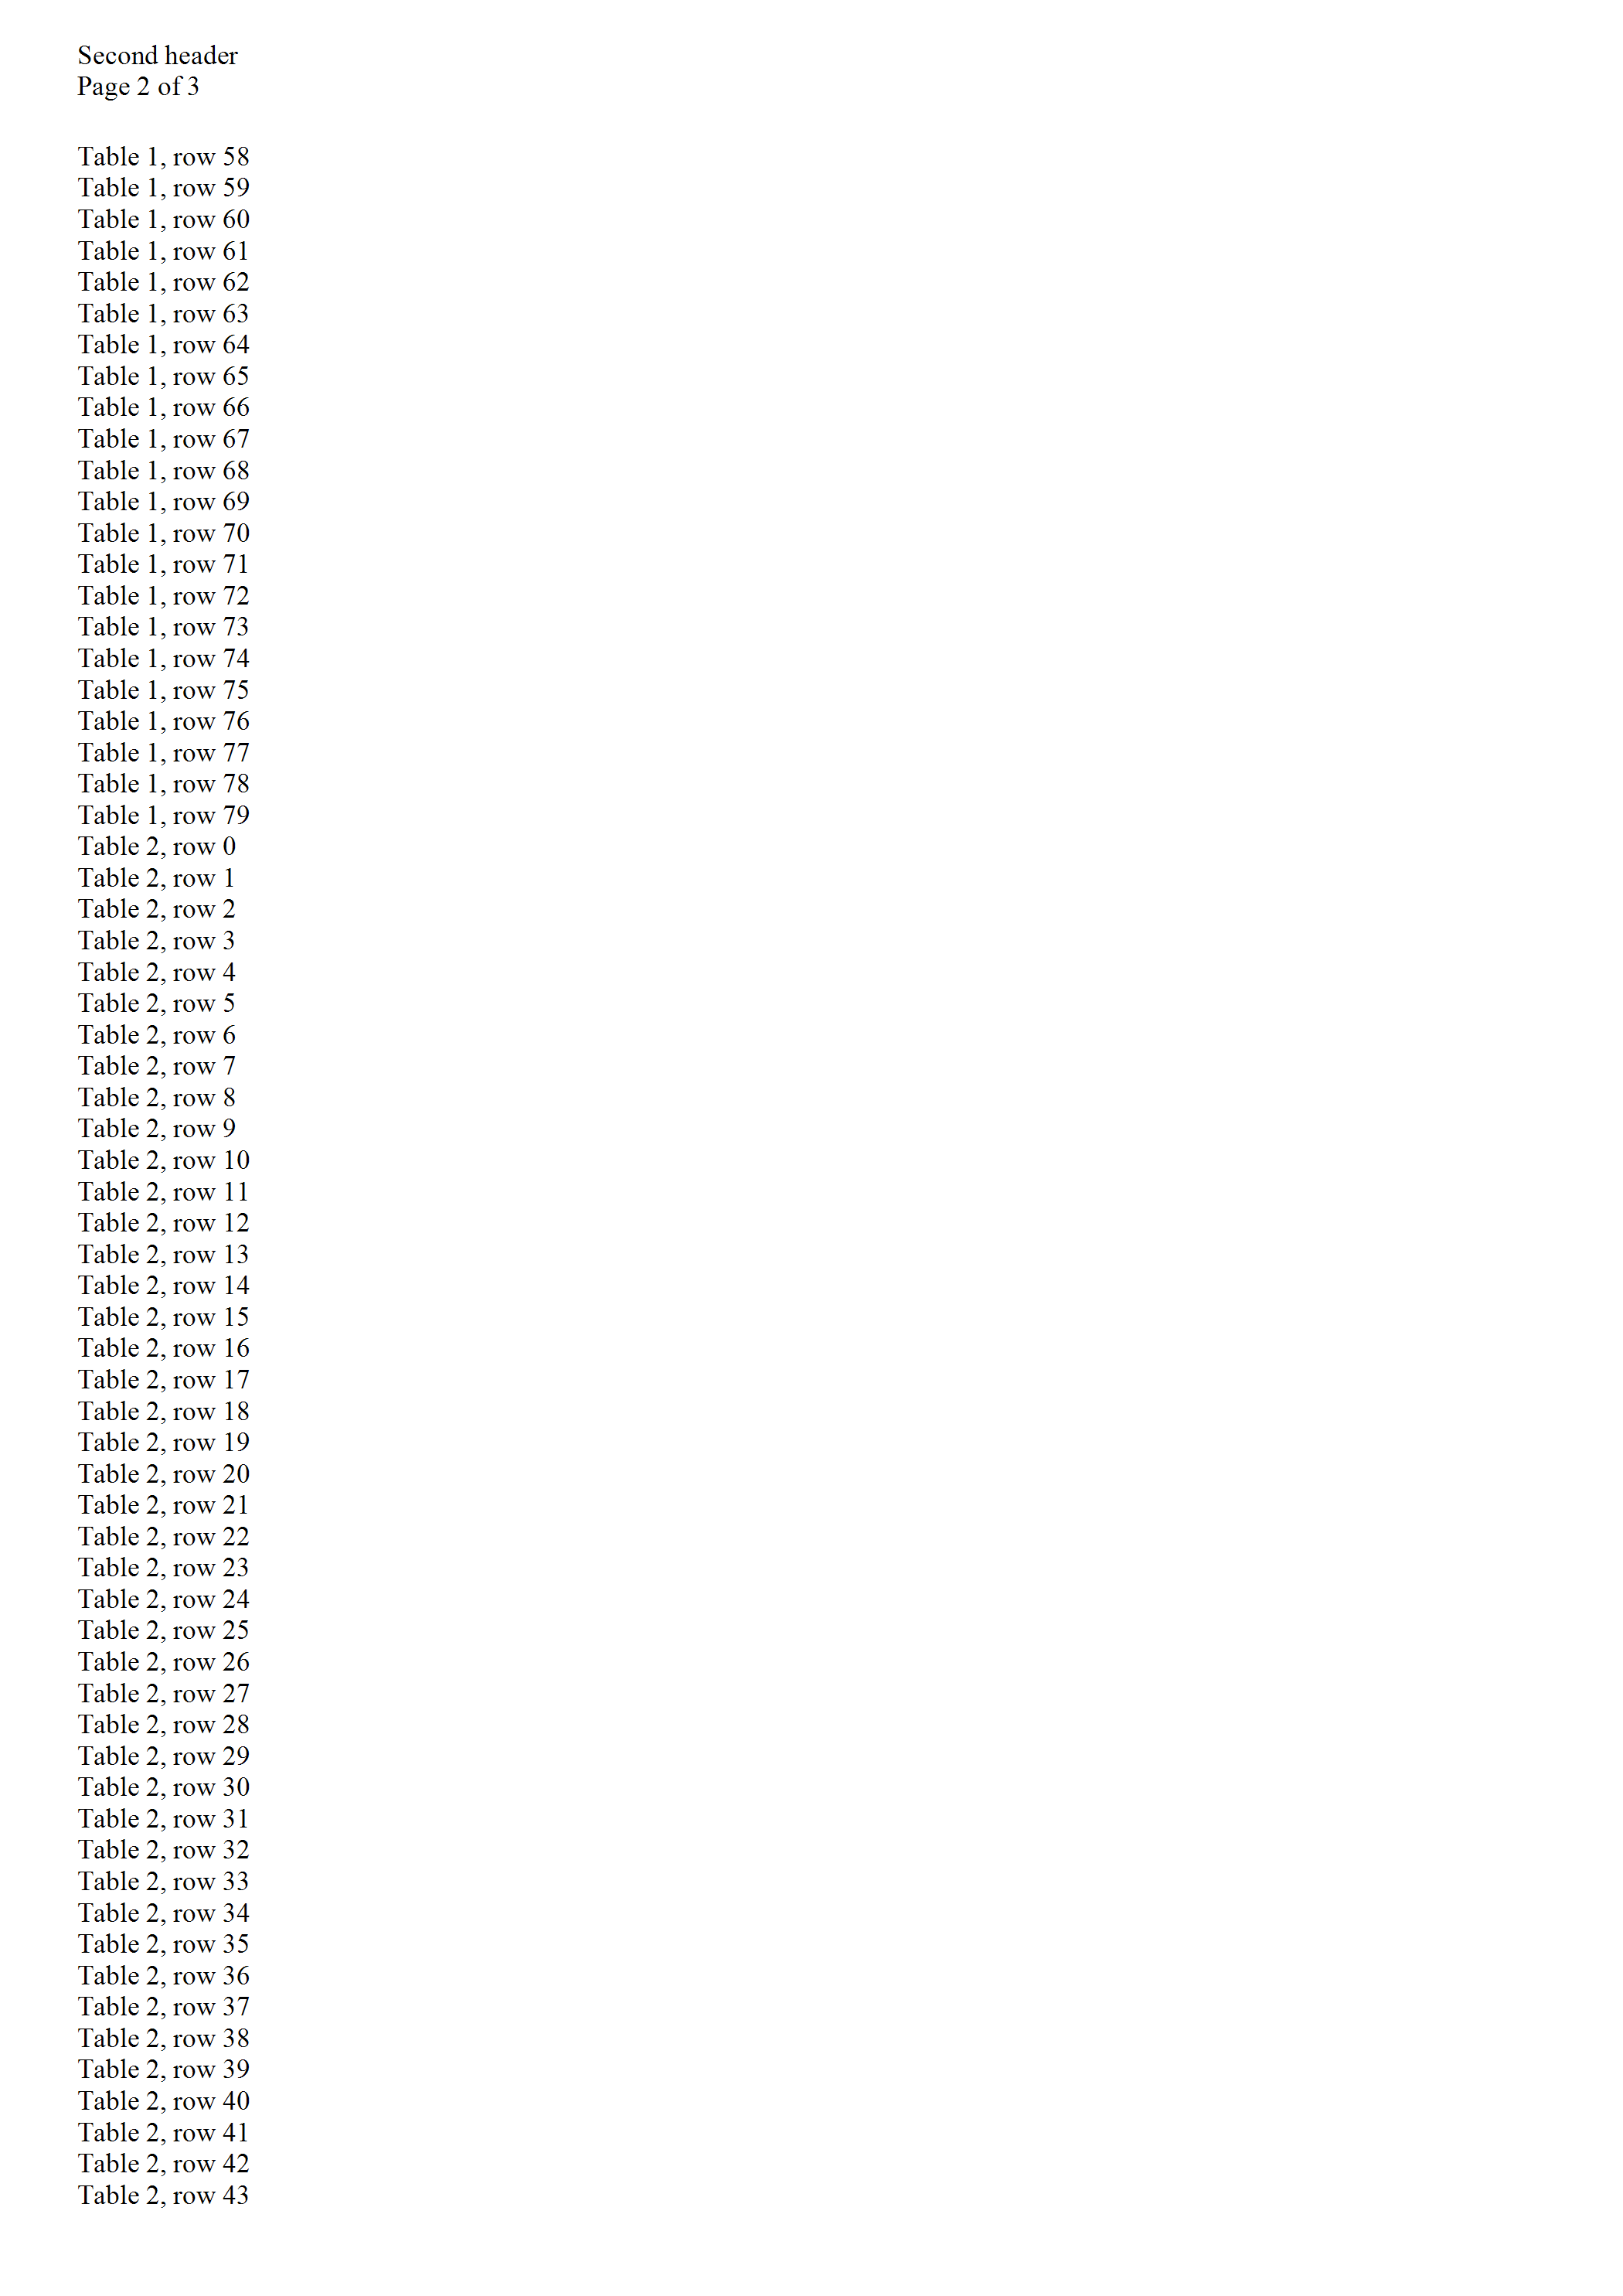 Second header
Page 2 of 3
Table 1, row 58
Table 1, row 59
Table 1, row 60
Table 1, row 61
Table 1, row 62
Table 1, row 63
Table 1, row 64
Table 1, row 65
Table 1, row 66
Table 1, row 67
Table 1, row 68
Table 1, row 69
Table 1, row 70
Table 1, row 71
Table 1, row 72
Table 1, row 73
Table 1, row 74
Table 1, row 75
Table 1, row 76
Table 1, row 77
Table 1, row 78
Table 1, row 79
Table 2, row 0
Table 2, row 1
Table 2, row 2
Table 2, row 3
Table 2, row 4
Table 2, row 5
Table 2, row 6
Table 2, row 7
Table 2, row 8
Table 2, row 9
Table 2, row 10
Table 2, row 11
Table 2, row 12
Table 2, row 13
Table 2, row 14
Table 2, row 15
Table 2, row 16
Table 2, row 17
Table 2, row 18
Table 2, row 19
Table 2, row 20
Table 2, row 21
Table 2, row 22
Table 2, row 23
Table 2, row 24
Table 2, row 25
Table 2, row 26
Table 2, row 27
Table 2, row 28
Table 2, row 29
Table 2, row 30
Table 2, row 31
Table 2, row 32
Table 2, row 33
Table 2, row 34
Table 2, row 35
Table 2, row 36
Table 2, row 37
Table 2, row 38
Table 2, row 39
Table 2, row 40
Table 2, row 41
Table 2, row 42
Table 2, row 43